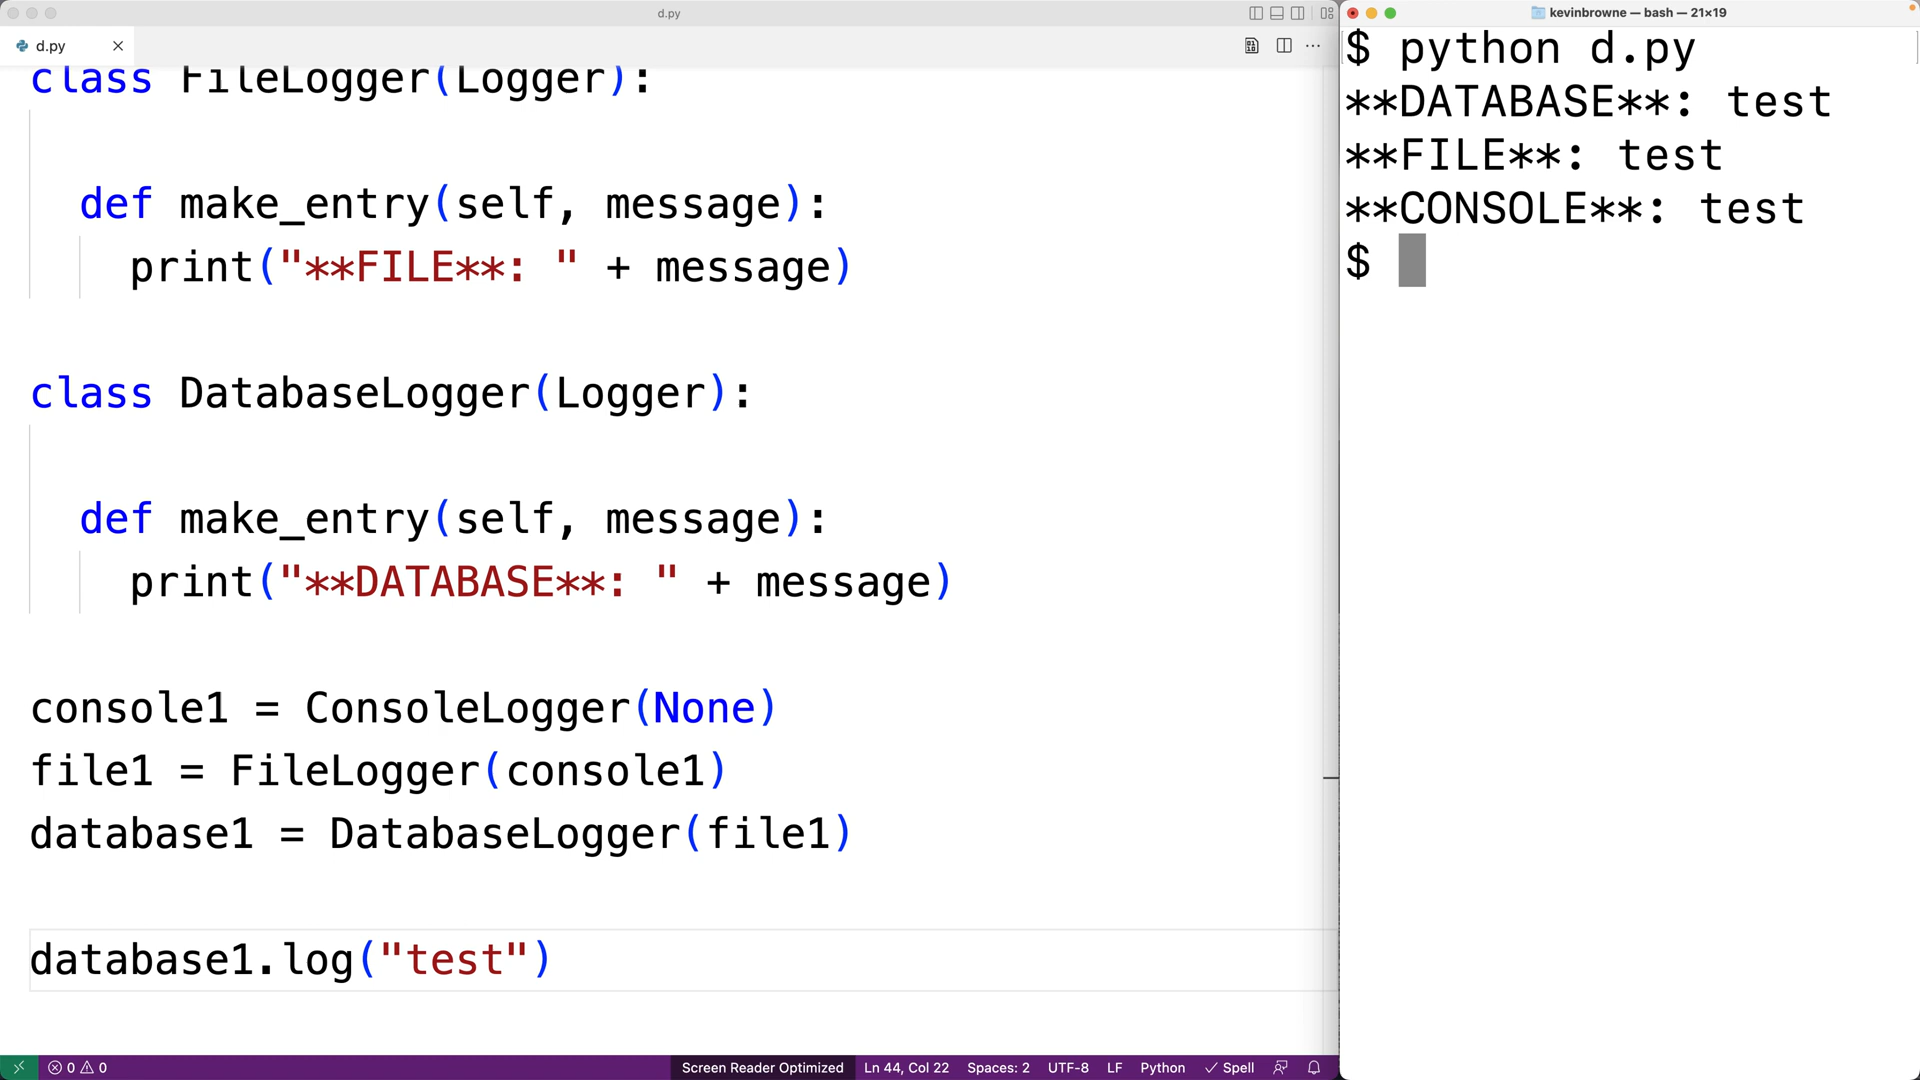 d.py
d.py
class FileLogger(Logger):
def make_entry(self, message):
print("**FILE**: " + message)
class DatabaseLogger(Logger):
def make_entry(self, message):
print("**DATABASE**: " + message)
console1 = ConsoleLogger(None)
file1 = FileLogger(console1)
database1 = DatabaseLogger(file1)
database1.log("test")
0 0
Screen Reader Optimized
Ln 44, Col 22
Spaces: 2
UTF-8
LF
Python
Spell
kevinbrowne — bash — 21×19
$ python d.py
**DATABASE**: test
**FILE**: test
**CONSOLE**: test
$